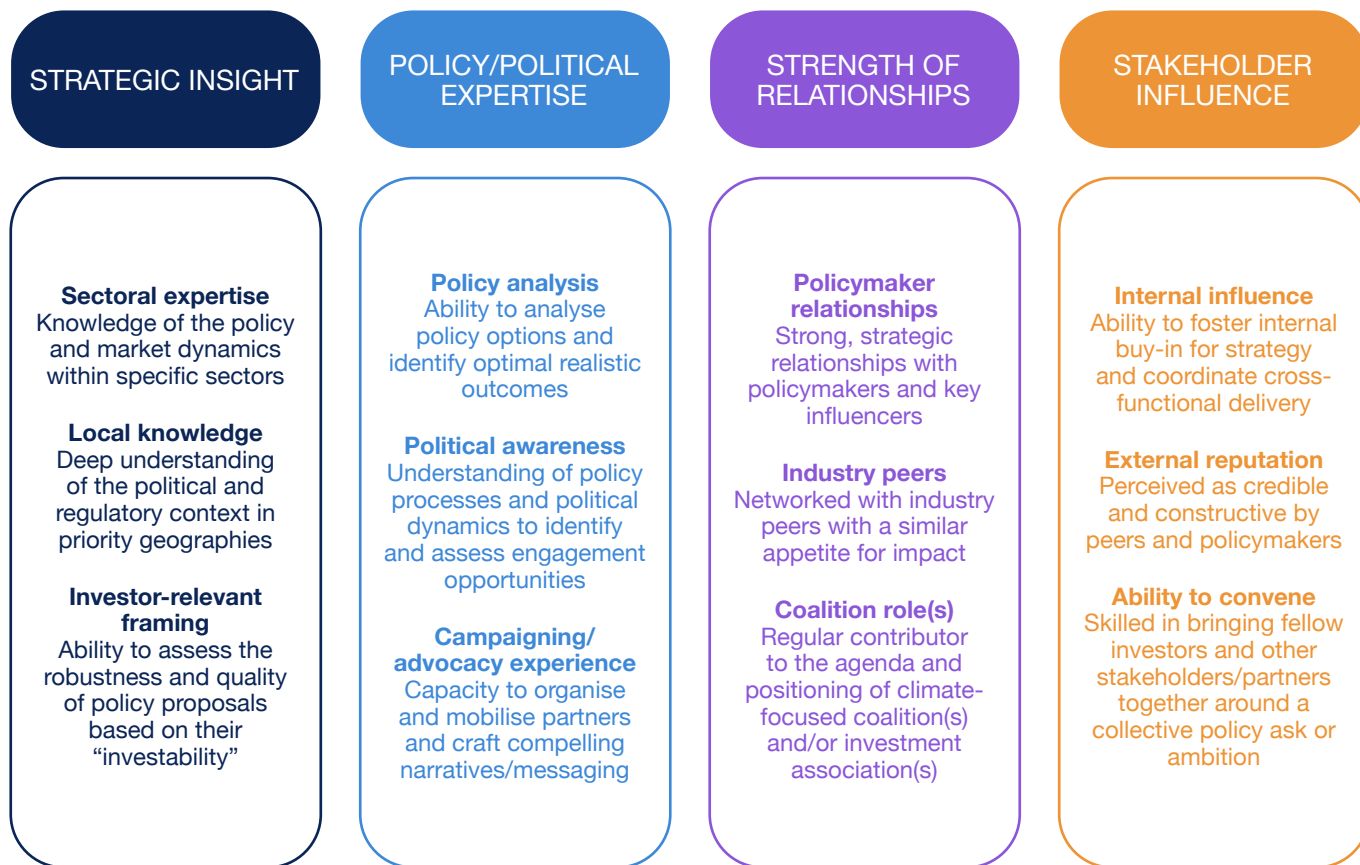 STRATEGIC INSIGHT
Sectoral expertise
Knowledge of the policy
and market dynamics
within specific sectors
Local knowledge
Deep understanding
of the political and
regulatory context in
priority geographies
Investor-relevant
framing
Ability to assess the
robustness and quality
of policy proposals
based on their
“investability”
POLICY/POLITICAL
EXPERTISE
Policy analysis
Ability to analyse
policy options and
identify optimal realistic
outcomes
Political awareness
Understanding of policy
processes and political
dynamics to identify
and assess engagement
opportunities
Campaigning/
advocacy experience
Capacity to organise
and mobilise partners
and craft compelling
narratives/messaging
STRENGTH OF
RELATIONSHIPS
Policymaker
relationships
Strong, strategic
relationships with
policymakers and key
influencers
Industry peers
Networked with industry
peers with a similar
appetite for impact
Coalition role(s)
Regular contributor
to the agenda and
positioning of climate-
focused coalition(s)
and/or investment
association(s)
STAKEHOLDER
INFLUENCE
Internal influence
Ability to foster internal
buy-in for strategy
and coordinate cross-
functional delivery
External reputation
Perceived as credible
and constructive by
peers and policymakers
Ability to convene
Skilled in bringing fellow
investors and other
stakeholders/partners
together around a
collective policy ask or
ambition